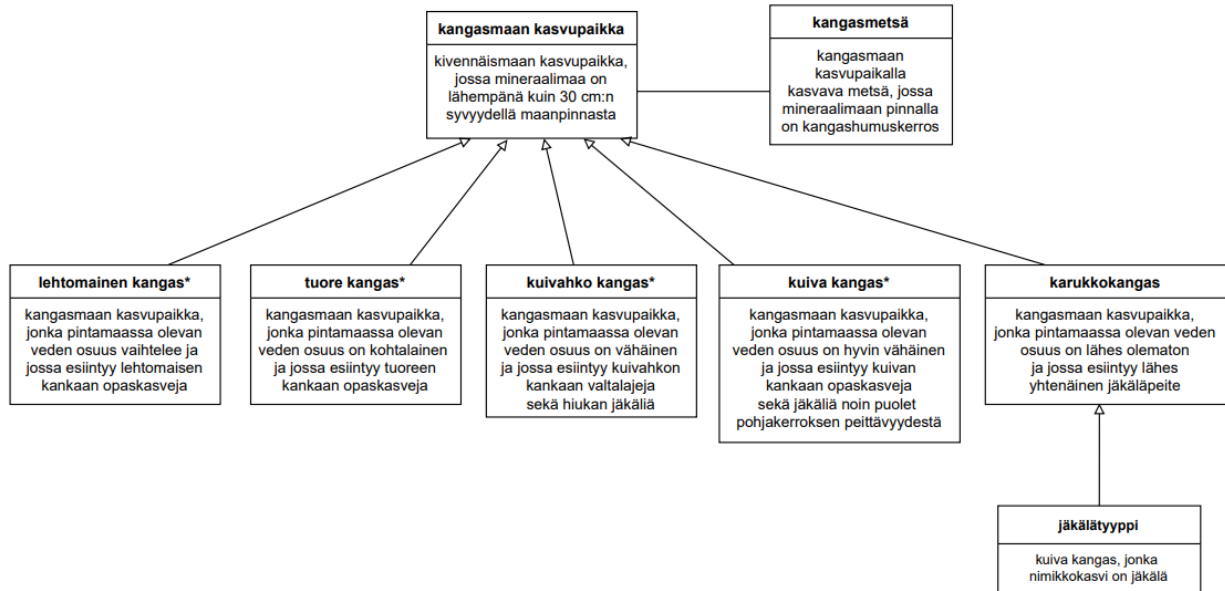 kangasmaan kasvupaikka
kivennäismaan kasvupaikka,
jossa mineraalimaa on
lähempänä kuin 30 cm:n
syvyydellä maanpinnasta
kangasmetsä
kangasmaan
kasvupaikalla
kasvava metsä, jossa
mineraalimaan pinnalla
on kangashumuskerros
lehtomainen kangas*
kangasmaan kasvupaikka,
jonka pintamaassa olevan
veden osuus vaihtelee ja
jossa esiintyy lehtomaisen
kankaan opaskasveja
tuore kangas*
kangasmaan kasvupaikka,
jonka pintamaassa olevan
veden osuus on kohtalainen
ja jossa esiintyy tuoreen
kankaan opaskasveja
kuivahko kangas*
kangasmaan kasvupaikka,
jonka pintamaassa olevan
veden osuus on vähäinen
ja jossa esiintyy kuivahkon
kankaan valtalajeja
sekä hiukan jäkäliä
kuiva kangas*
kangasmaan kasvupaikka,
jonka pintamaassa olevan
veden osuus on hyvin vähäinen
ja jossa esiintyy kuivan
kankaan opaskasveja
sekä jäkäliä noin puolet
pohjakerroksen peittävyydestä
karukkokangas
kangasmaan kasvupaikka,
jonka pintamaassa olevan veden
osuus on lähes olematon
ja jossa esiintyy lähes
yhtenäinen jäkäläpeite
jäkälätyyppi
kuiva kangas, jonka
nimikkokasvi on jäkälä